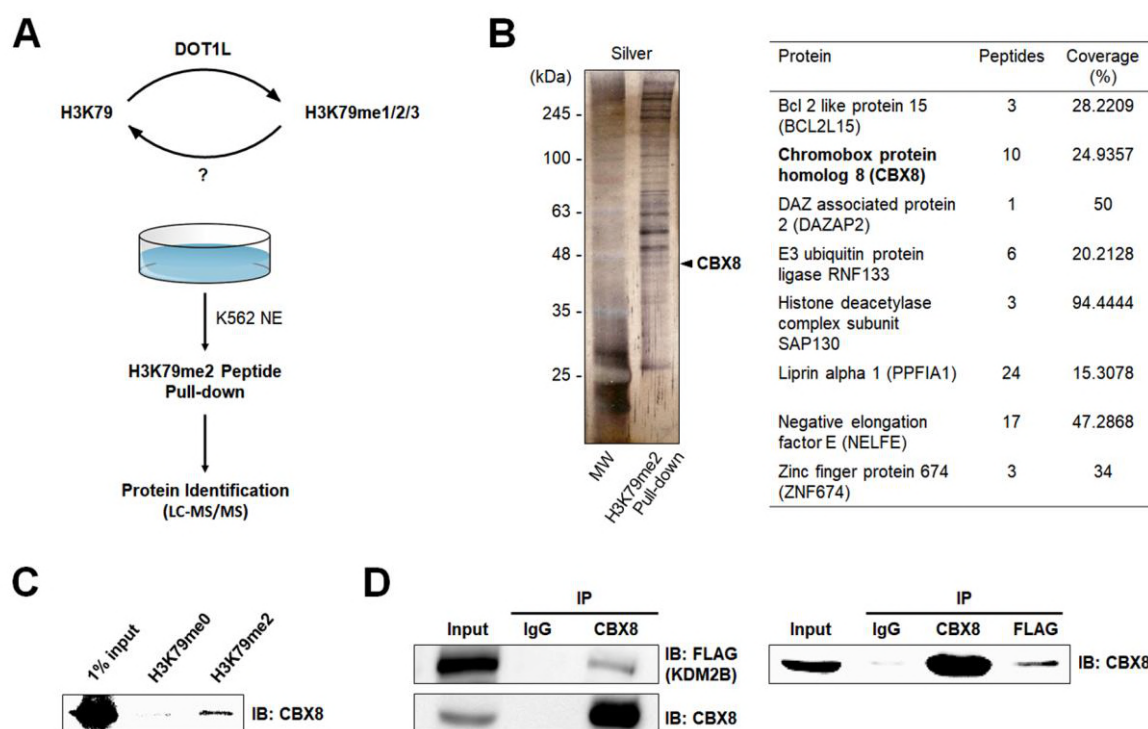 A
DOT1L
H3K79
H3K79me1/2/3
?
K562 NE
H3K79me2 Peptide
Pull-down
Protein Identification
(LC-MS/MS)
B
Silver
(kDa)
245 -
100 -
63 -
48 -
35 -
25 -
CBX8
MW
H3K79me2
Pull-down
Protein Peptides Coverage
(%)
Bcl 2 like protein 15 3 28.2209
(BCL2L15)
Chromobox protein 10 24.9357
homolog 8 (CBX8)
DAZ associated protein 1 50
2 (DAZAP2)
E3 ubiquitin protein 6 20.2128
ligase RNF133
Histone deacetylase 3 94.4444
complex subunit
SAP130
Liprin alpha 1 (PPFIA1) 24 15.3078
Negative elongation 17 47.2868
factor E (NELFE)
Zinc finger protein 674 3 34
(ZNF674)
C
1% input
H3K79me0
H3K79me2
IB: CBX8
D
IP
Input IgG CBX8
IB: FLAG
(KDM2B)
IB: CBX8
IP
Input IgG CBX8 FLAG
IB: CBX8